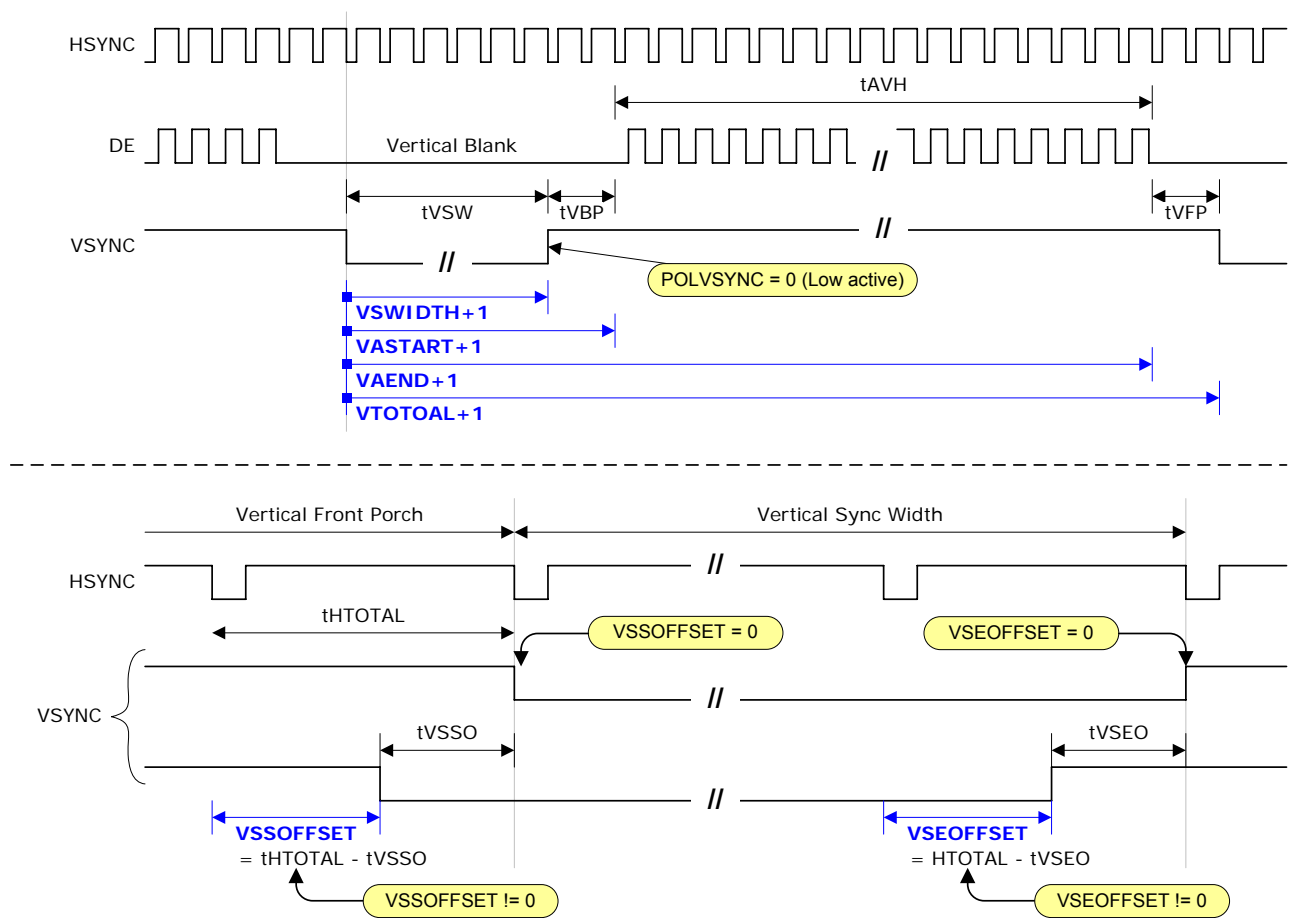 HSYNC
tAVH
DE
Vertical Blank
//
tVSW
tVBP
tVFP
VSYNC
//
//
POLVSYNC = 0 (Low active)
VSWIDTH+1
VASTART+1
VAEND+1
VTOTOAL+1
Vertical Front Porch
Vertical Sync Width
HSYNC
//
tHTOTAL
VSSOFFSET = 0
VSEOFFSET = 0
VSYNC
//
tVSSO
tVSEO
//
VSSOFFSET
= tHTOTAL - tVSSO
VSEOFFSET
= HTOTAL - tVSEO
VSSOFFSET != 0
VSEOFFSET != 0